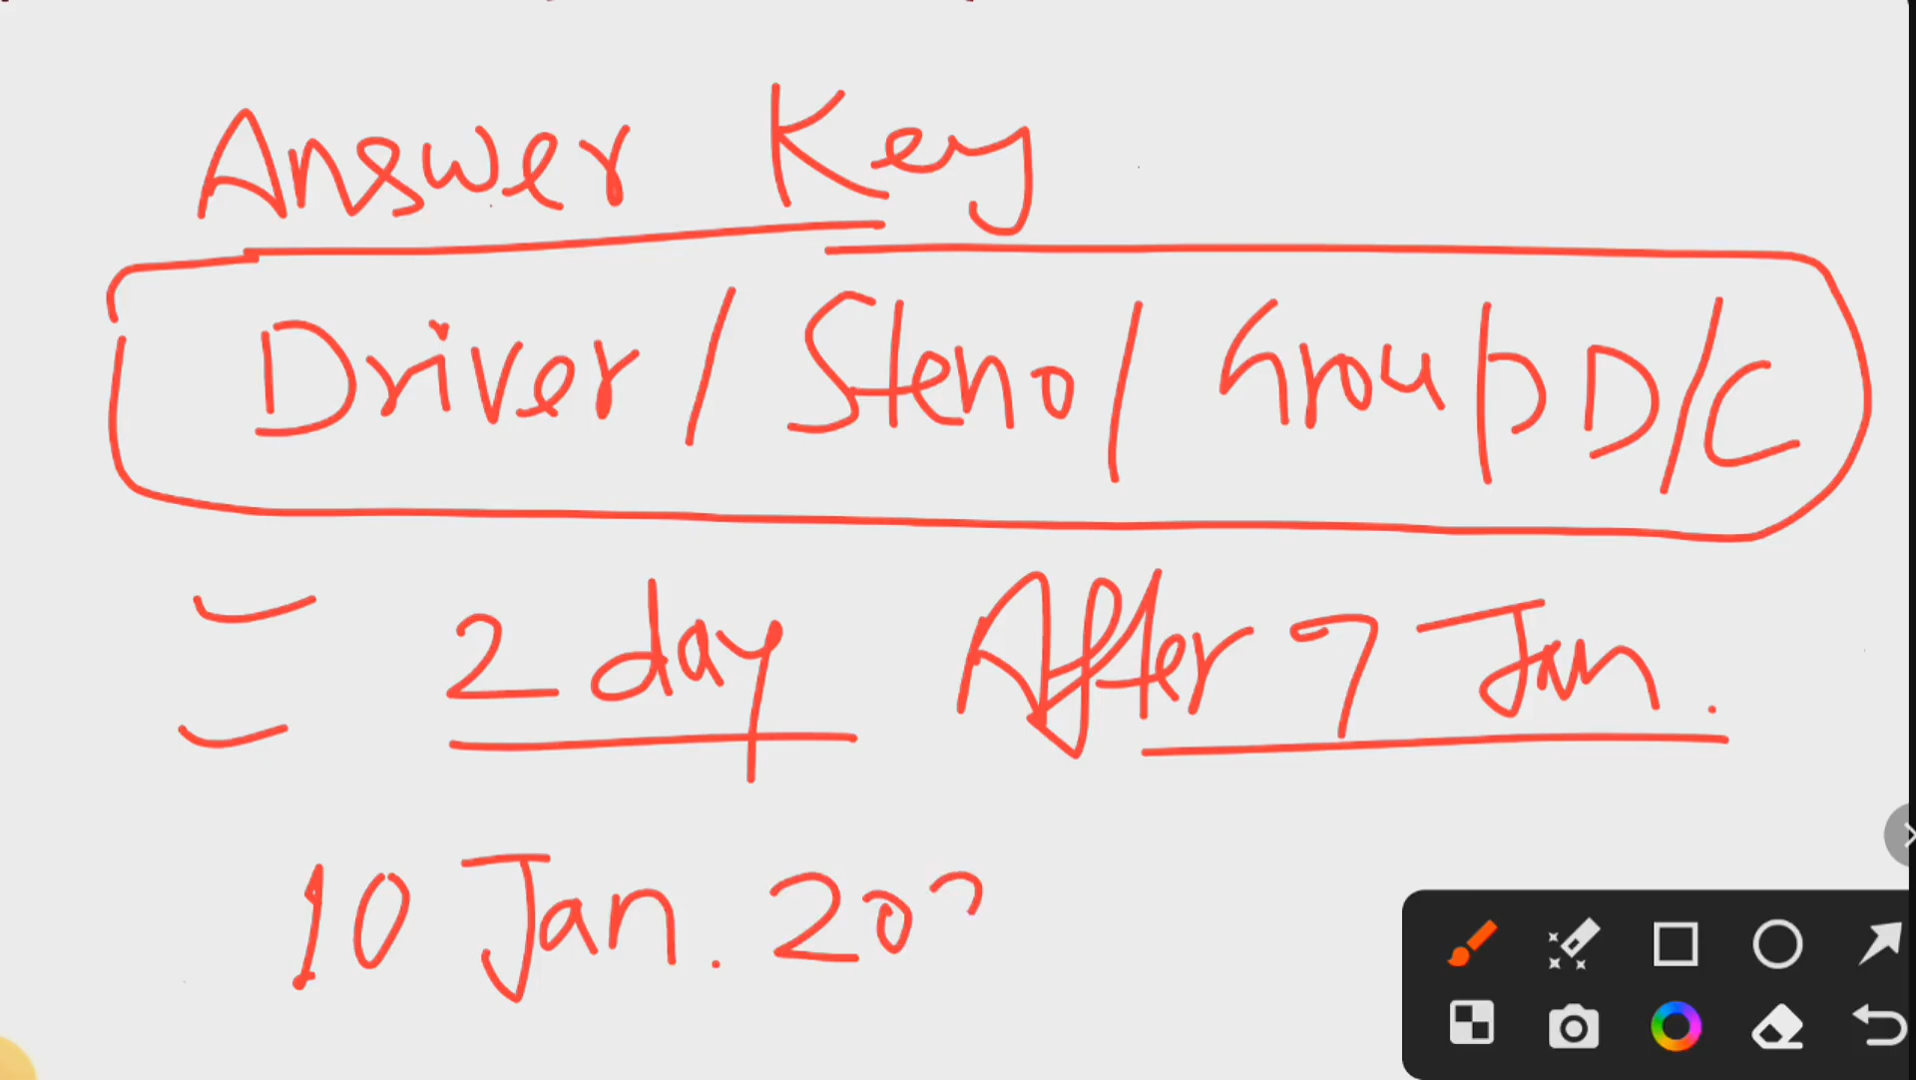 Answer Key
Driver / Steno / Group D/C
= 2 day After 7 Jan.
10 Jan. 20